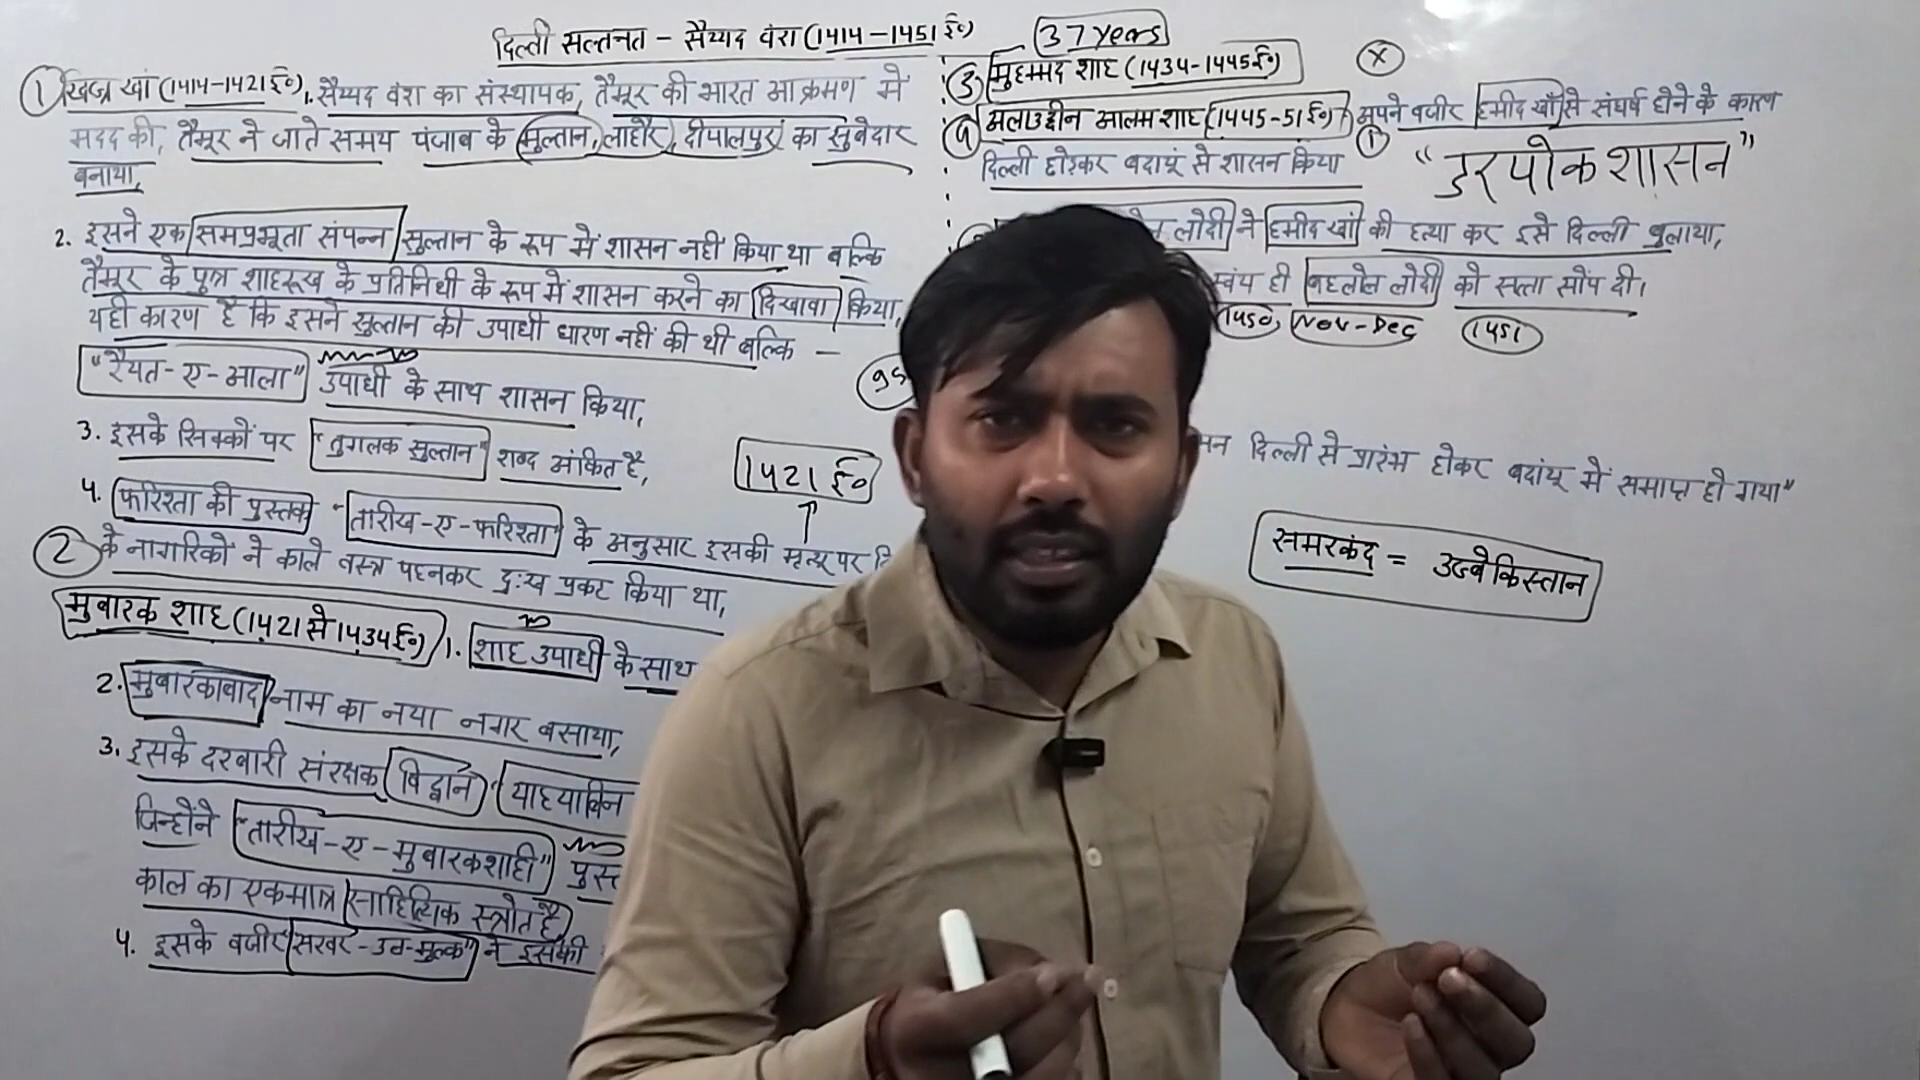 दिल्ली सल्तनत – सैय्यद वंश (1414 – 1451 ई०)
37 Years
① खिज्र खां (1414-1421 ई०) 1. सैय्यद वंश का संस्थापक, तैमूर की भारत आक्रमण में
मदद की, तैमूर ने जाते समय पंजाब के मुल्तान, लाहौर, दीपालपुर का सुबेदार
बनाया,
2. इसने एक समप्रभूता संपन्न सुल्तान के रूप में शासन नहीं किया था बल्कि
तैमूर के पुत्र शाहरूख के प्रतिनिधी के रूप में शासन करने का दिखावा किया,
यही कारण है कि इसने सुल्तान की उपाधी धारण नहीं की थी बल्कि –
"रैयत-ए-आला" उपाधी के साथ शासन किया,
3. इसके सिक्कों पर "तुगलक सुल्तान" शब्द अंकित है,
1421 ई०
4. फरिश्ता की पुस्तक "तारीख-ए-फरिश्ता" के अनुसार इसकी मृत्यू पर दि
के नागरिकों ने काले वस्त्र पहनकर दुःख प्रकट किया था,
② मुबारक शाह (1421 से 1434 ई०) 1. शाह उपाधी के साथ
2. मुबारकाबाद नाम का नया नगर बसाया,
3. इसके दरबारी संरक्षक विद्वान "याहयाबिन
जिन्होंने "तारीख-ए-मुबारकशाही" पुस्त
काल का एकमात्र साहित्यिक स्त्रोत है
4. इसके वजीर "सरवर-उल-मुल्क" ने इसकी
③ मुहम्मद शाह (1434-1445 ई०)
X
④ अलाउद्दीन आलम शाह (1445-51 ई०) ① अपने वजीर हमीद खाँ से संघर्ष होने के कारण
दिल्ली छोड़कर बदायूं से शासन किया
"डरपोक शासन"
लोदी ने हमीद खां की हत्या कर इसे दिल्ली बुलाया,
स्वंय ही बहलोल लोदी को सत्ता सोंप दी।
1450, Nov-Dec 1451
सन दिल्ली से प्रारंभ होकर बदांयू में समाप्त हो गया"
समरकंद = उज्बेकिस्तान